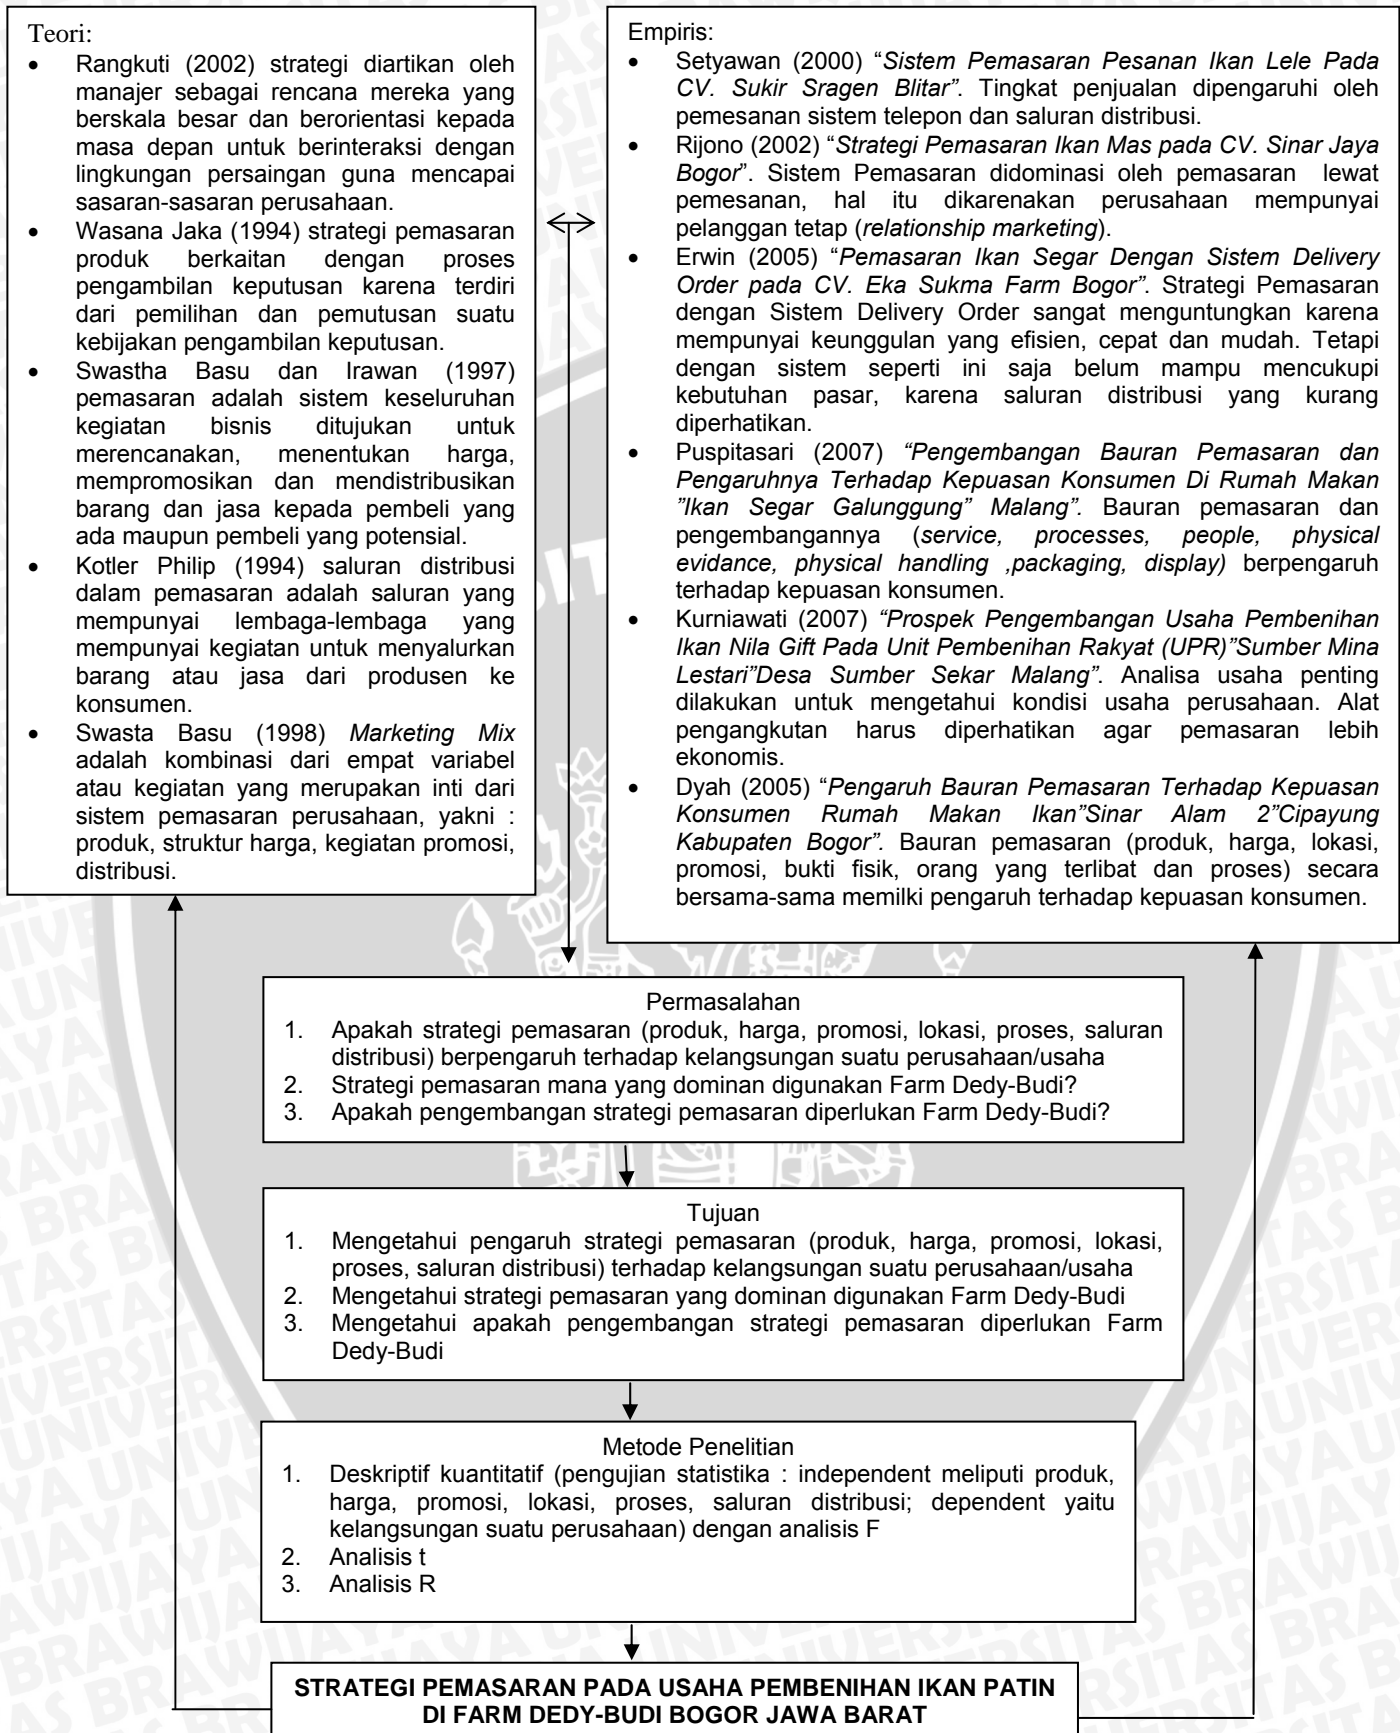 Teori:
• Rangkuti (2002) strategi diartikan oleh
manajer sebagai rencana mereka yang
berskala besar dan berorientasi kepada
masa depan untuk berinteraksi dengan
lingkungan persaingan guna mencapai
sasaran-sasaran perusahaan.
• Wasana Jaka (1994) strategi pemasaran
produk berkaitan dengan proses
pengambilan keputusan karena terdiri
dari pemilihan dan pemutusan suatu
kebijakan pengambilan keputusan.
• Swastha Basu dan Irawan (1997)
pemasaran adalah sistem keseluruhan
kegiatan bisnis ditujukan untuk
merencanakan, menentukan harga,
mempromosikan dan mendistribusikan
barang dan jasa kepada pembeli yang
ada maupun pembeli yang potensial.
• Kotler Philip (1994) saluran distribusi
dalam pemasaran adalah saluran yang
mempunyai lembaga-lembaga yang
mempunyai kegiatan untuk menyalurkan
barang atau jasa dari produsen ke
konsumen.
• Swasta Basu (1998) Marketing Mix
adalah kombinasi dari empat variabel
atau kegiatan yang merupakan inti dari
sistem pemasaran perusahaan, yakni :
produk, struktur harga, kegiatan promosi,
distribusi.
Empiris:
• Setyawan (2000) “Sistem Pemasaran Pesanan Ikan Lele Pada
CV. Sukir Sragen Blitar”. Tingkat penjualan dipengaruhi oleh
pemesanan sistem telepon dan saluran distribusi.
• Rijono (2002) “Strategi Pemasaran Ikan Mas pada CV. Sinar Jaya
Bogor”. Sistem Pemasaran didominasi oleh pemasaran lewat
pemesanan, hal itu dikarenakan perusahaan mempunyai
pelanggan tetap (relationship marketing).
• Erwin (2005) “Pemasaran Ikan Segar Dengan Sistem Delivery
Order pada CV. Eka Sukma Farm Bogor”. Strategi Pemasaran
dengan Sistem Delivery Order sangat menguntungkan karena
mempunyai keunggulan yang efisien, cepat dan mudah. Tetapi
dengan sistem seperti ini saja belum mampu mencukupi
kebutuhan pasar, karena saluran distribusi yang kurang
diperhatikan.
• Puspitasari (2007) “Pengembangan Bauran Pemasaran dan
Pengaruhnya Terhadap Kepuasan Konsumen Di Rumah Makan
”Ikan Segar Galunggung” Malang”. Bauran pemasaran dan
pengembangannya (service, processes, people, physical
evidance, physical handling ,packaging, display) berpengaruh
terhadap kepuasan konsumen.
• Kurniawati (2007) “Prospek Pengembangan Usaha Pembenihan
Ikan Nila Gift Pada Unit Pembenihan Rakyat (UPR)”Sumber Mina
Lestari”Desa Sumber Sekar Malang”. Analisa usaha penting
dilakukan untuk mengetahui kondisi usaha perusahaan. Alat
pengangkutan harus diperhatikan agar pemasaran lebih
ekonomis.
• Dyah (2005) “Pengaruh Bauran Pemasaran Terhadap Kepuasan
Konsumen Rumah Makan Ikan”Sinar Alam 2”Cipayung
Kabupaten Bogor”. Bauran pemasaran (produk, harga, lokasi,
promosi, bukti fisik, orang yang terlibat dan proses) secara
bersama-sama memilki pengaruh terhadap kepuasan konsumen.
Permasalahan
1. Apakah strategi pemasaran (produk, harga, promosi, lokasi, proses, saluran
distribusi) berpengaruh terhadap kelangsungan suatu perusahaan/usaha
2. Strategi pemasaran mana yang dominan digunakan Farm Dedy-Budi?
3. Apakah pengembangan strategi pemasaran diperlukan Farm Dedy-Budi?
Tujuan
1. Mengetahui pengaruh strategi pemasaran (produk, harga, promosi, lokasi,
proses, saluran distribusi) terhadap kelangsungan suatu perusahaan/usaha
2. Mengetahui strategi pemasaran yang dominan digunakan Farm Dedy-Budi
3. Mengetahui apakah pengembangan strategi pemasaran diperlukan Farm
Dedy-Budi
Metode Penelitian
1. Deskriptif kuantitatif (pengujian statistika : independent meliputi produk,
harga, promosi, lokasi, proses, saluran distribusi; dependent yaitu
kelangsungan suatu perusahaan) dengan analisis F
2. Analisis t
3. Analisis R
STRATEGI PEMASARAN PADA USAHA PEMBENIHAN IKAN PATIN
DI FARM DEDY-BUDI BOGOR JAWA BARAT